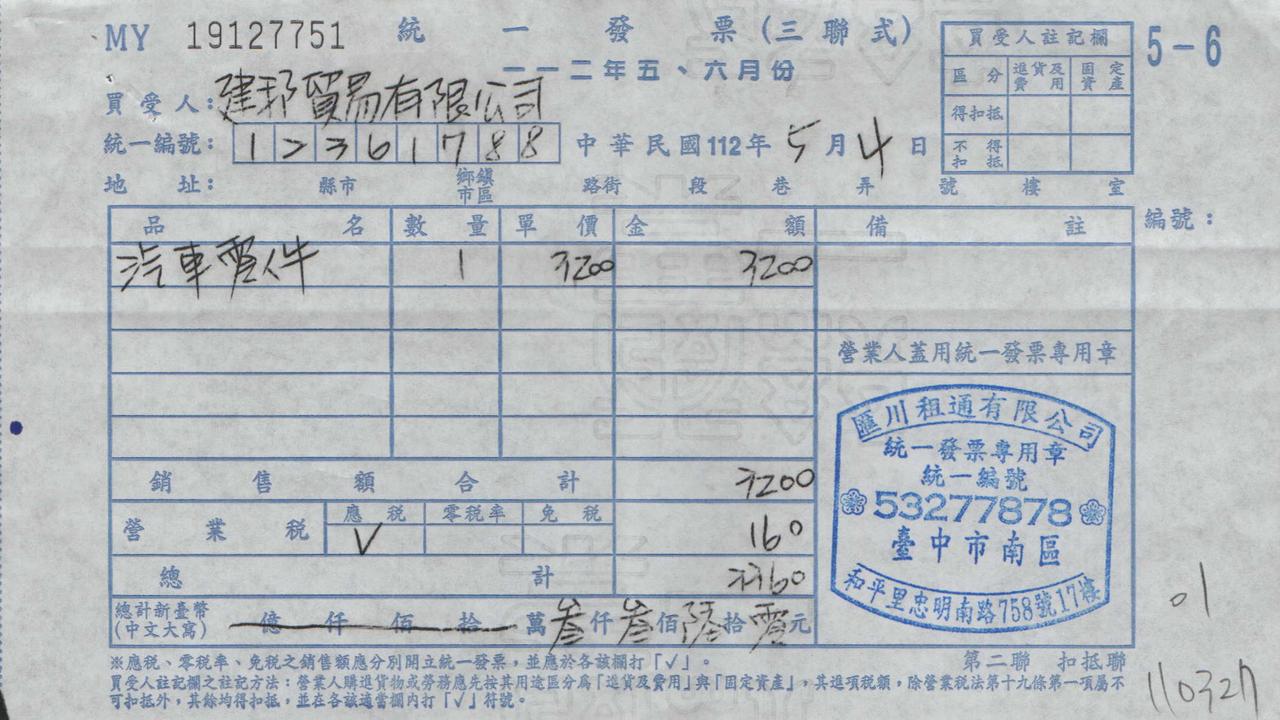 MY 19127751 統一發票(三聯式)
一一二年五、六月份
5-6
買受人註記欄
區分 進貨及費用 固定資產
得扣抵
不得扣抵
買受人: 建邦貿易有限公司
統一編號: 12361788 中華民國112年5月4日
地址: 縣市 鄉鎮市區 路街 段 巷 弄 號 樓 室
品名 數量 單價 金額 備註 編號:
汽車零件 1 3200 3200
營業人蓋用統一發票專用章
銷售額合計 3200
營業稅 應稅 零稅率 免稅 160
V
總計 3360
總計新臺幣(中文大寫) 億仟佰拾萬叁仟叁佰陸拾零元
匯川租通有限公司
統一發票專用章
統一編號
53277878
臺中市南區
和平里忠明南路758號17樓
01
第二聯 扣抵聯
※應稅、零稅率、免稅之銷售額應分別開立統一發票,並應於各該欄打「✓」。
買受人註記欄之註記方法:營業人購進貨物或勞務應先按其用途區分為「進貨及費用」與「固定資產」,其進項稅額,除營業稅法第十九條第一項屬不
可扣抵外,其餘均得扣抵,並在各該適當欄內打「✓」符號。
110327